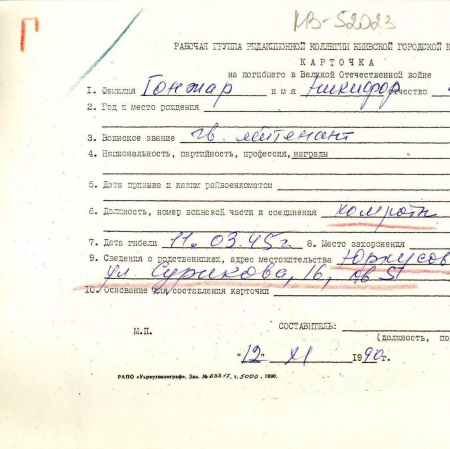 КВ-52023
Г
РАБОЧАЯ ГРУППА РЕДАКЦИОННОЙ КОЛЛЕГИИ КИЕВСКОЙ ГОРОДСКОЙ К
КАРТОЧКА
на погибшего в Великой Отечественной войне
1. Фамилия Гончар имя Никифор отчество
2. Год и место рождения
3. Воинское звание гв. лейтенант
4. Национальность, партийность, профессия, награды
5. Дата призыва и каким райвоенкоматом
6. Должность, номер воинской части и соединения комроты
7. Дата гибели 11.03.45г 8. Место захоронения
9. Сведения о родственниках, адрес местожительства
ул. Сурикова, 16, кв 51
10. Основание для составления карточки
М.П. СОСТАВИТЕЛЬ:
(должность, по
"12" XI 1990г.
РАПО «Укрвузполиграф». Зак. № 0331?, т. 5000. 1990.